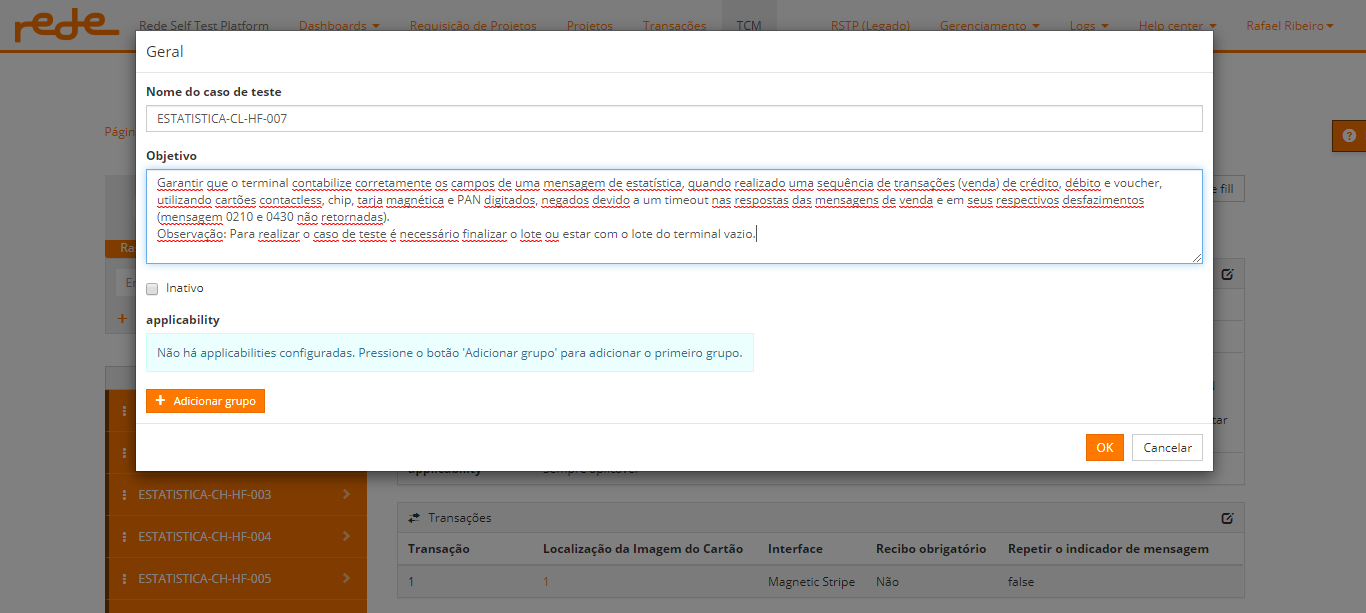 rede Rede Self Test Platform Dashboards Requisição de Projetos Projetos Transações TCM RSTP (Legado) Gerenciamento Logs Help center Rafael Ribeiro
Geral
Nome do caso de teste
ESTATISTICA-CL-HF-007
Objetivo
Garantir que o terminal contabilize corretamente os campos de uma mensagem de estatística, quando realizado uma sequência de transações (venda) de crédito, débito e voucher,
utilizando cartões contactless, chip, tarja magnética e PAN digitados, negados devido a um timeout nas respostas das mensagens de venda e em seus respectivos desfazimentos
(mensagem 0210 e 0430 não retornadas).
Observação: Para realizar o caso de teste é necessário finalizar o lote ou estar com o lote do terminal vazio.
Inativo
applicability
Não há applicabilities configuradas. Pressione o botão 'Adicionar grupo' para adicionar o primeiro grupo.
+ Adicionar grupo
OK Cancelar
Págin
e fill
Ra
En
+
tar
ESTATISTICA-CH-HF-003
ESTATISTICA-CH-HF-004
ESTATISTICA-CH-HF-005
Transações
Transação Localização da Imagem do Cartão Interface Recibo obrigatório Repetir o indicador de mensagem
1 1 Magnetic Stripe Não false